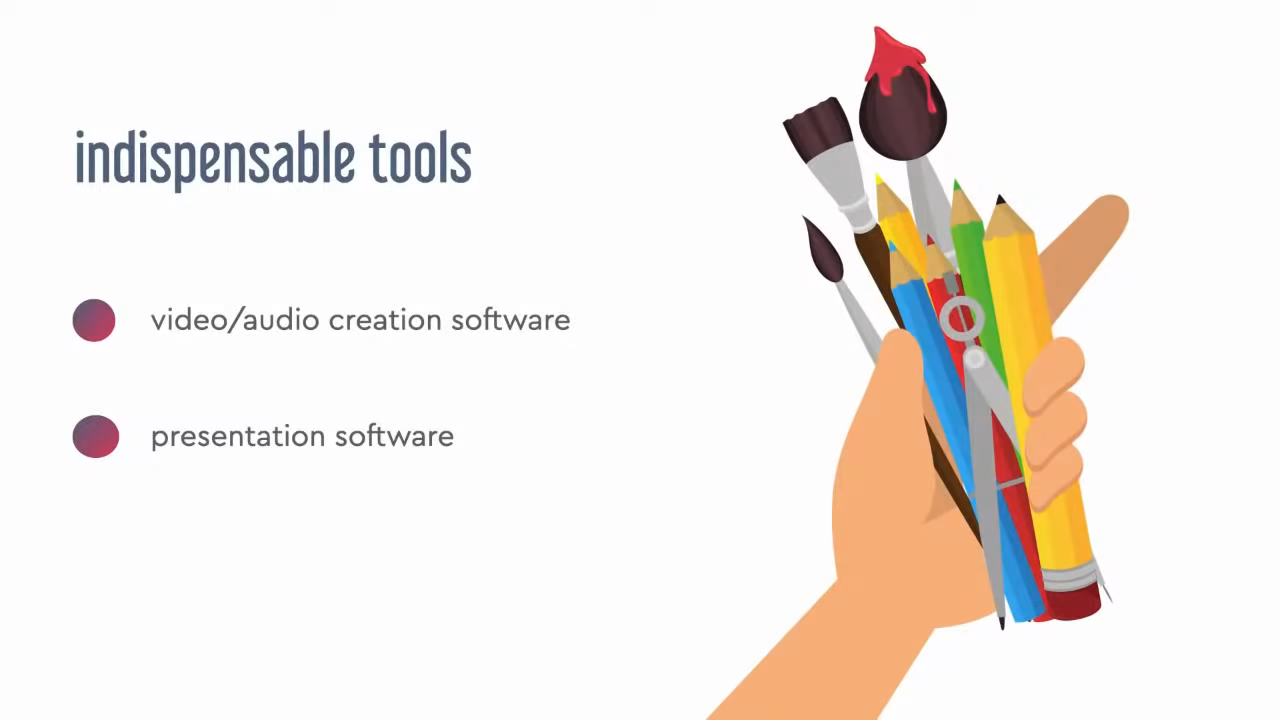 indispensable tools
video/audio creation software
presentation software